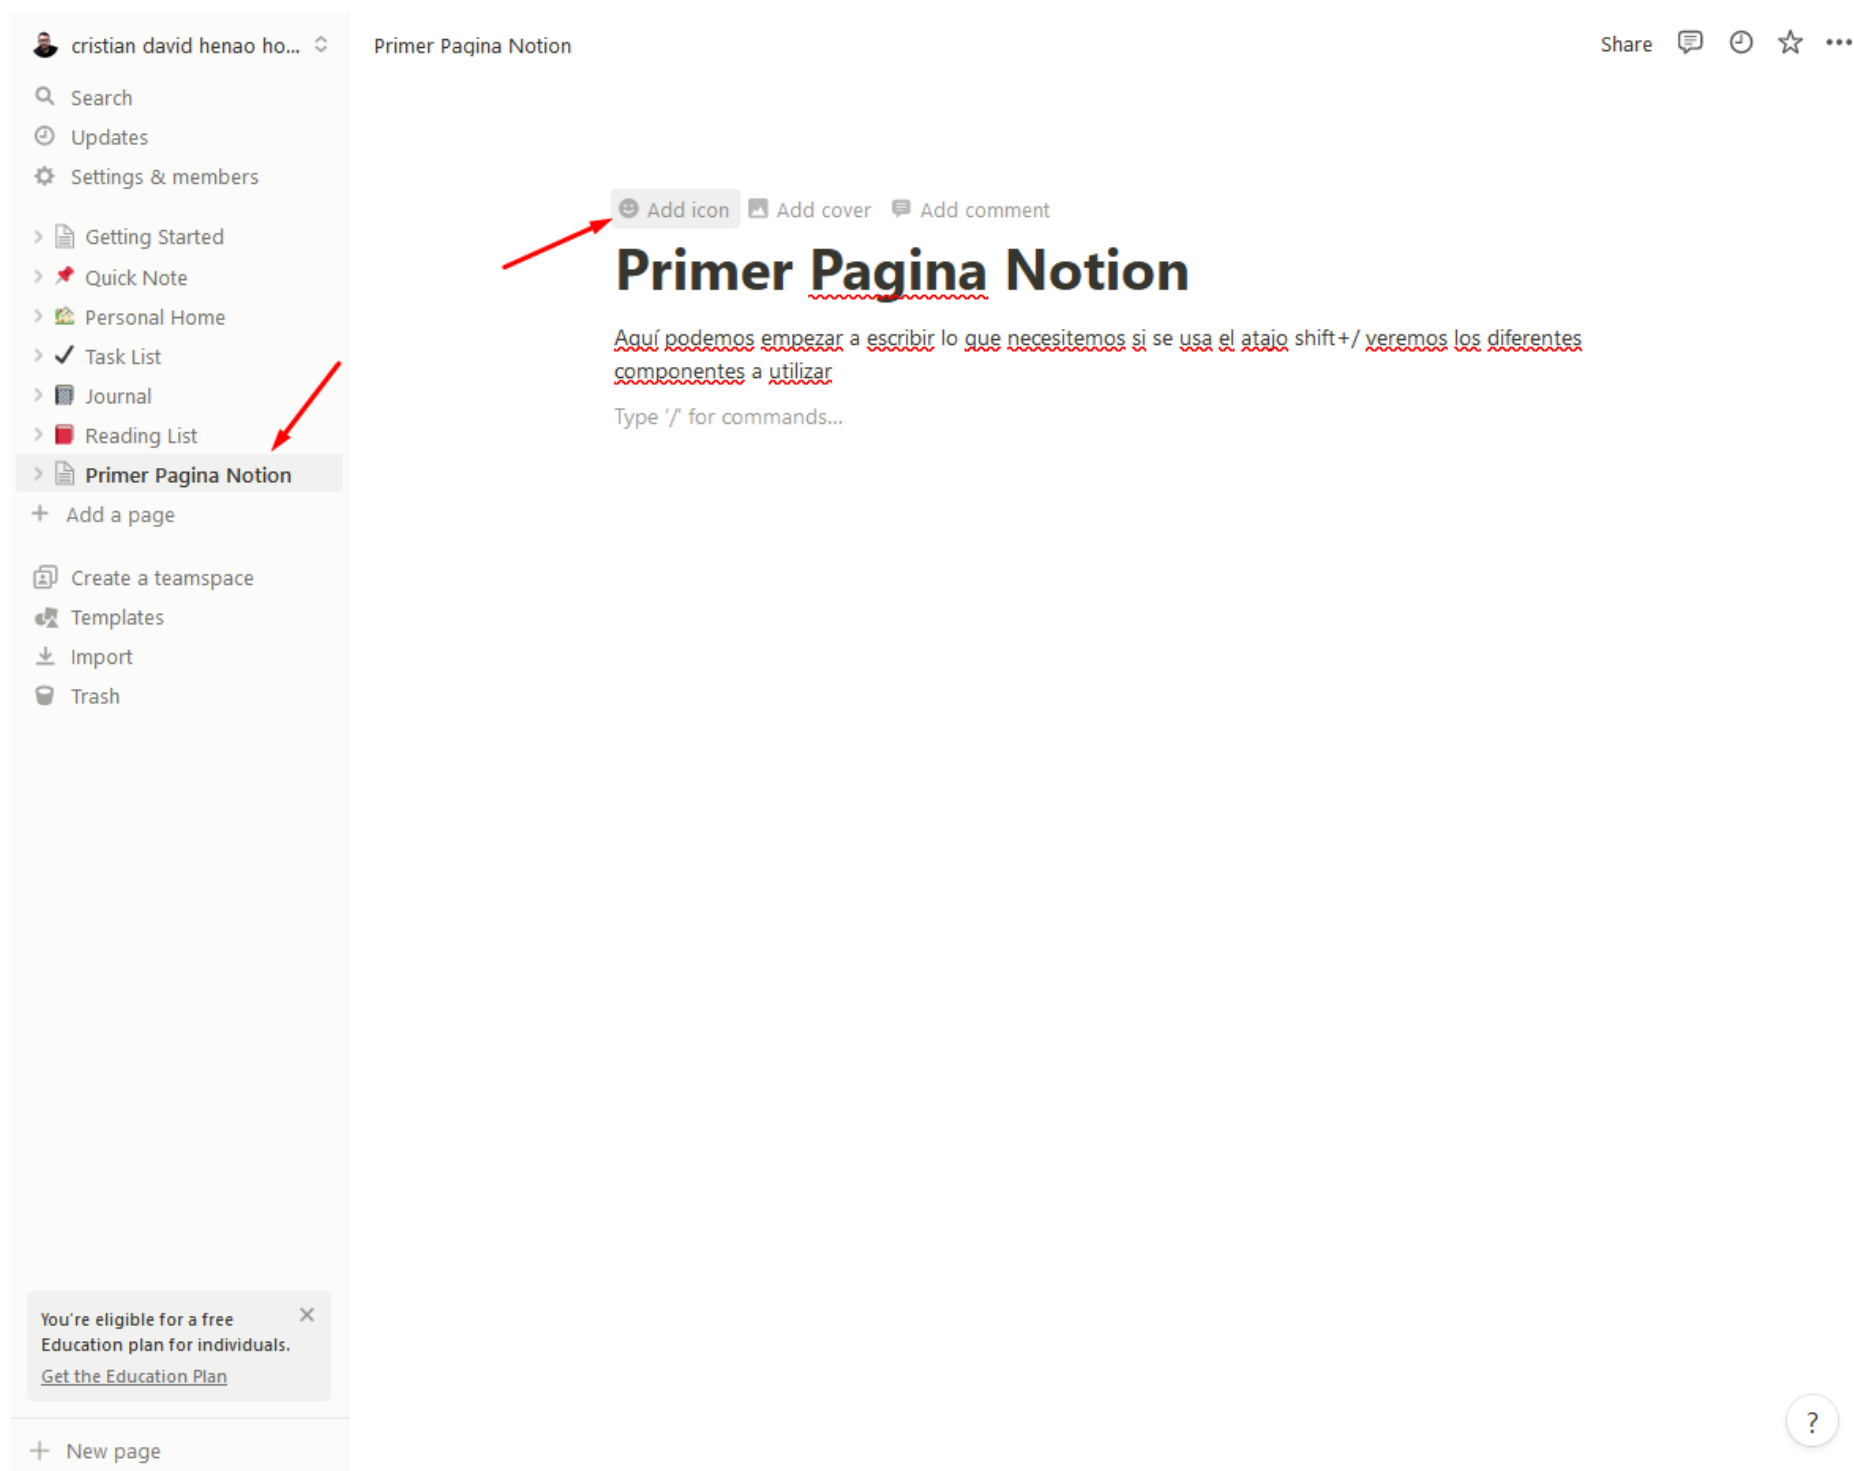 cristian david henao ho...
Search
Updates
Settings & members
Getting Started
Quick Note
Personal Home
Task List
Journal
Reading List
Primer Pagina Notion
Add a page
Create a teamspace
Templates
Import
Trash
You're eligible for a free
Education plan for individuals.
Get the Education Plan
New page
Primer Pagina Notion
Share
Add icon Add cover Add comment
Primer Pagina Notion
Aquí podemos empezar a escribir lo que necesitemos si se usa el atajo shift+/ veremos los diferentes
componentes a utilizar
Type '/' for commands...
?